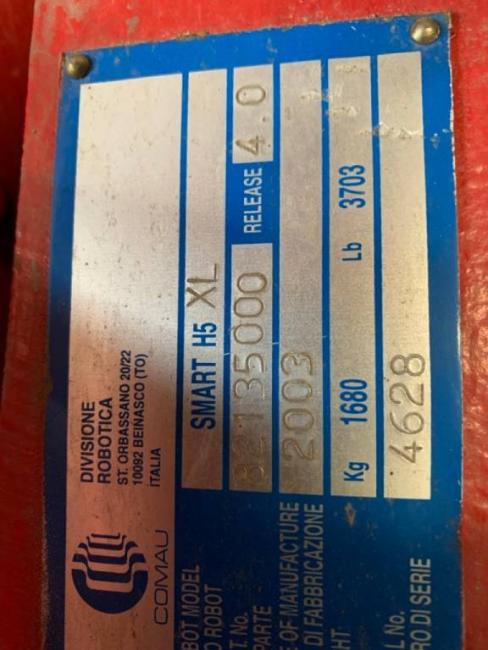 COMAU
DIVISIONE
ROBOTICA
ST. ORBASSANO 20/22
10092 BEINASCO (TO)
ITALIA
BOT MODEL SMART H5 XL
O ROBOT
T. No. 82135000 RELEASE 4.0
PARTE
E OF MANUFACTURE 2003
DI FABBRICAZIONE
HT Kg 1680 Lb 3703
L No. 4628
RO DI SERIE